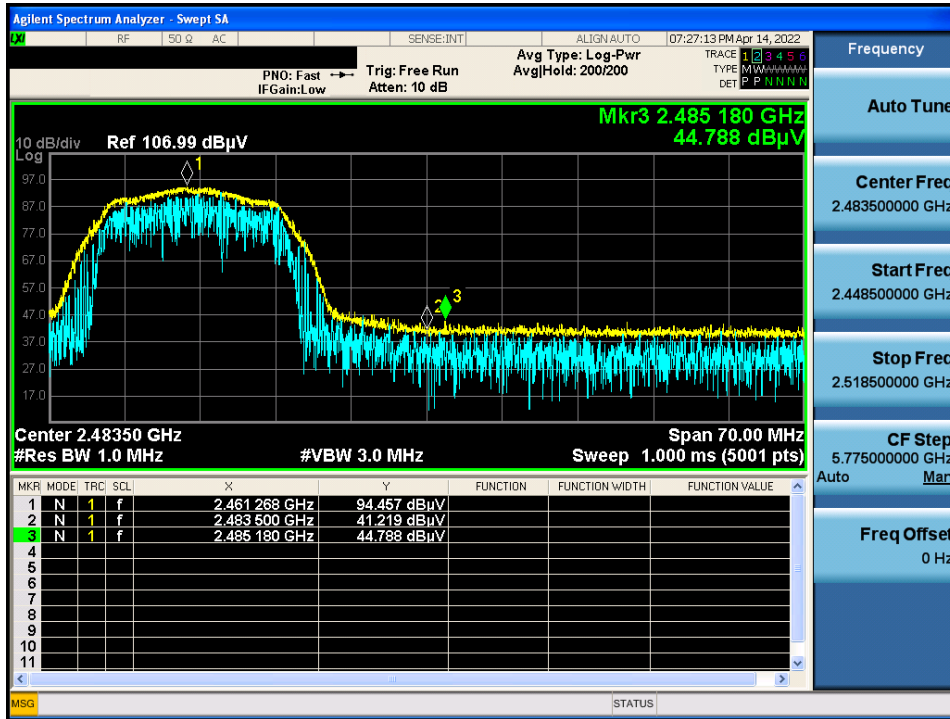 Agilent Spectrum Analyzer - Swept SA
LXI RF 50 Ω AC SENSE:INT ALIGN AUTO 07:27:13 PM Apr 14, 2022
PNO: Fast
IFGain:Low
Trig: Free Run
Atten: 10 dB
Avg Type: Log-Pwr
Avg|Hold: 200/200
TRACE 1 2 3 4 5 6
TYPE M W W W W W
DET P P N N N N
Mkr3 2.485 180 GHz
44.788 dBµV
10 dB/div Ref 106.99 dBµV
Log
97.0
87.0
77.0
67.0
57.0
47.0
37.0
27.0
17.0
1
2
3
Center 2.48350 GHz Span 70.00 MHz
#Res BW 1.0 MHz #VBW 3.0 MHz Sweep 1.000 ms (5001 pts)
MKR MODE TRC SCL X Y FUNCTION FUNCTION WIDTH FUNCTION VALUE
1 N 1 f 2.461 268 GHz 94.457 dBµV
2 N 1 f 2.483 500 GHz 41.219 dBµV
3 N 1 f 2.485 180 GHz 44.788 dBµV
4
5
6
7
8
9
10
11
MSG STATUS
Frequency
Auto Tune
Center Freq
2.483500000 GHz
Start Freq
2.448500000 GHz
Stop Freq
2.518500000 GHz
CF Step
5.775000000 GHz
Auto Man
Freq Offset
0 Hz